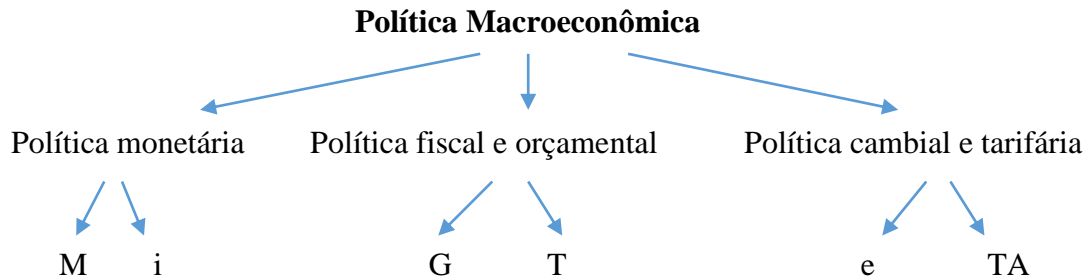 Política Macroeconômica
Política monetária Política fiscal e orçamental Política cambial e tarifária
M i G T e TA